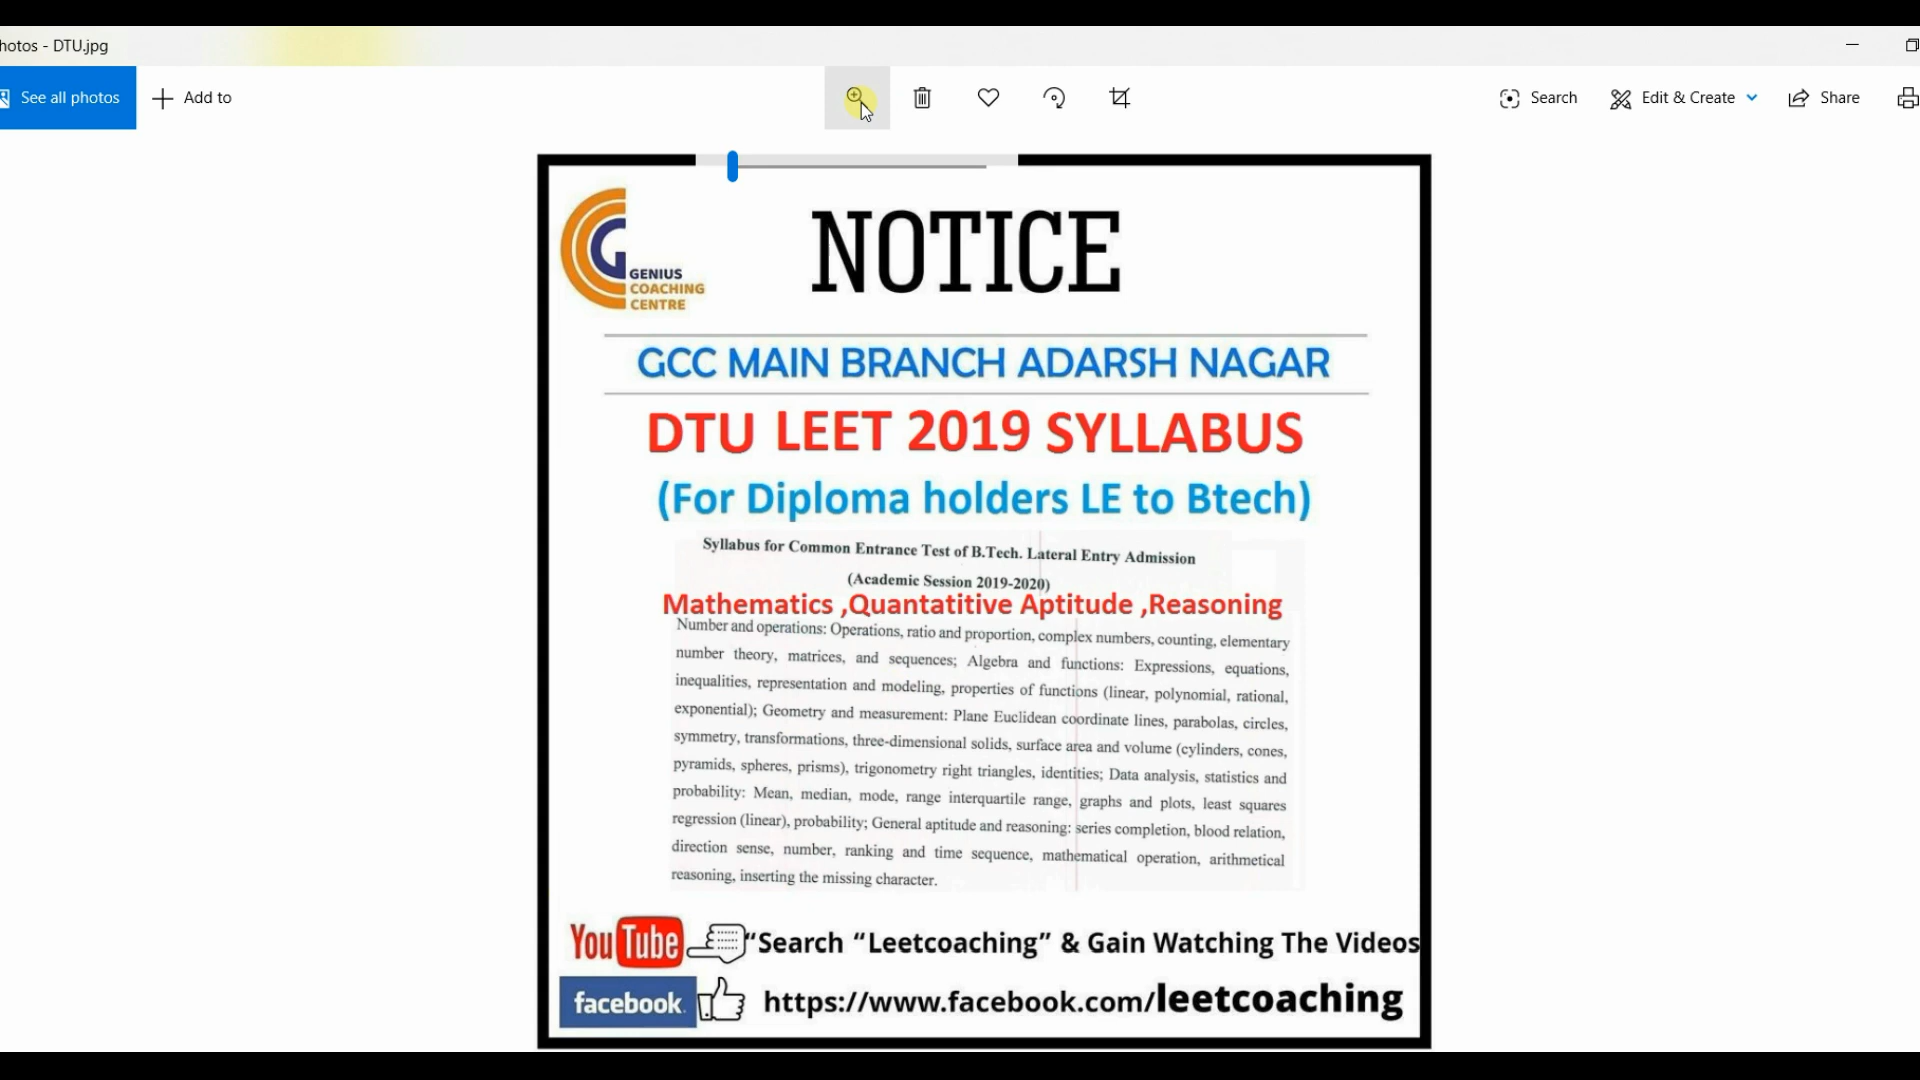 hotos - DTU.jpg
See all photos
Add to
Search
Edit & Create
Share
GENIUS
COACHING
CENTRE
NOTICE
GCC MAIN BRANCH ADARSH NAGAR
DTU LEET 2019 SYLLABUS
(For Diploma holders LE to Btech)
Syllabus for Common Entrance Test of B.Tech. Lateral Entry Admission
(Academic Session 2019-2020)
Mathematics ,Quantatitive Aptitude ,Reasoning
Number and operations: Operations, ratio and proportion, complex numbers, counting, elementary
number theory, matrices, and sequences; Algebra and functions: Expressions, equations,
inequalities, representation and modeling, properties of functions (linear, polynomial, rational,
exponential); Geometry and measurement: Plane Euclidean coordinate lines, parabolas, circles,
symmetry, transformations, three-dimensional solids, surface area and volume (cylinders, cones,
pyramids, spheres, prisms), trigonometry right triangles, identities; Data analysis, statistics and
probability: Mean, median, mode, range interquartile range, graphs and plots, least squares
regression (linear), probability; General aptitude and reasoning: series completion, blood relation,
direction sense, number, ranking and time sequence, mathematical operation, arithmetical
reasoning, inserting the missing character.
YouTube "Search "Leetcoaching" & Gain Watching The Videos
facebook. https://www.facebook.com/leetcoaching